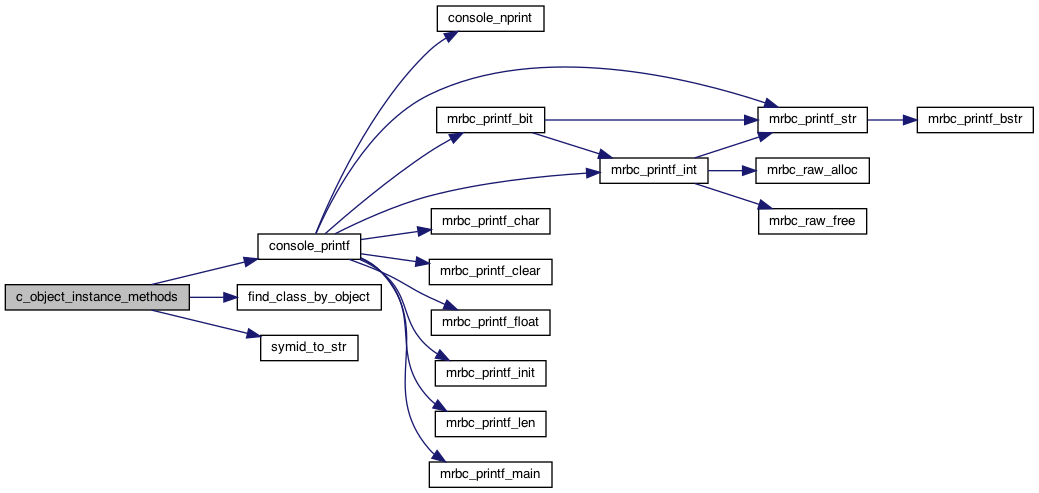 console_nprint
mrbc_printf_bit
mrbc_printf_str
mrbc_printf_bstr
mrbc_printf_int
mrbc_raw_alloc
mrbc_raw_free
mrbc_printf_char
console_printf
mrbc_printf_clear
c_object_instance_methods
find_class_by_object
mrbc_printf_float
symid_to_str
mrbc_printf_init
mrbc_printf_len
mrbc_printf_main